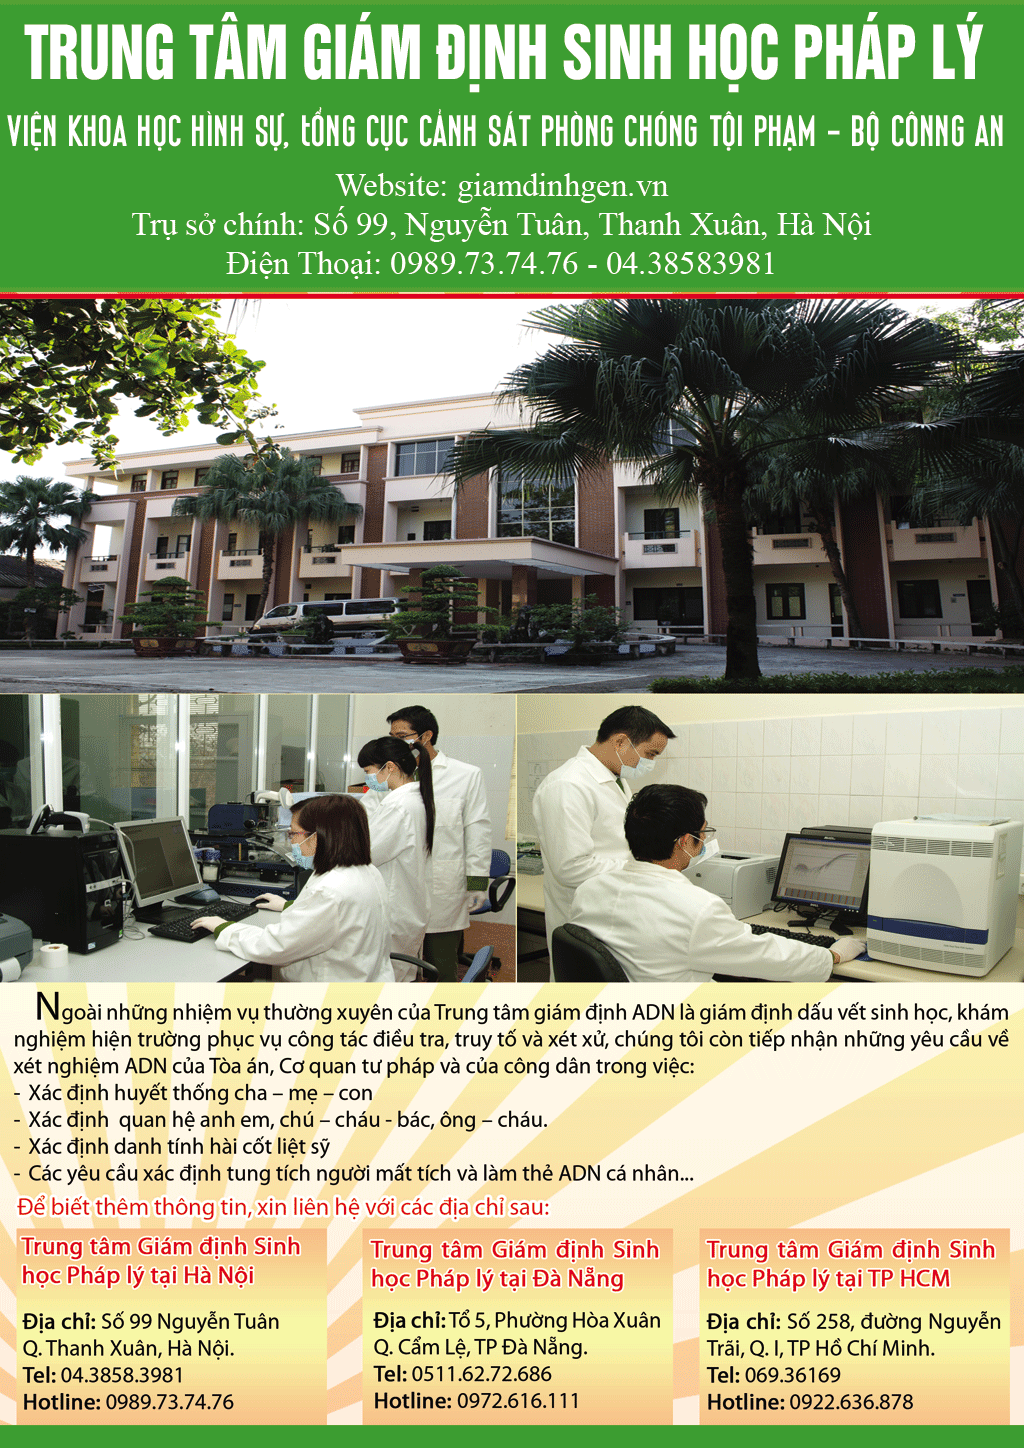 TRUNG TÂM GIÁM ĐỊNH SINH HỌC PHÁP LÝ
VIỆN KHOA HỌC HÌNH SỰ, tỔNG CỤC CẢNH SÁT PHÒNG CHÓNG TỘI PHẠM – BỘ CÔNNG AN
Website: giamdinhgen.vn
Trụ sở chính: Số 99, Nguyễn Tuân, Thanh Xuân, Hà Nội
Điện Thoại: 0989.73.74.76 - 04.38583981
Ngoài những nhiệm vụ thường xuyên của Trung tâm giám định ADN là giám định dấu vết sinh học, khám
nghiệm hiện trường phục vụ công tác điều tra, truy tố và xét xử, chúng tôi còn tiếp nhận những yêu cầu về
xét nghiệm ADN của Tòa án, Cơ quan tư pháp và của công dân trong việc:
- Xác định huyết thống cha – mẹ – con
- Xác định quan hệ anh em, chú – cháu - bác, ông – cháu.
- Xác định danh tính hài cốt liệt sỹ
- Các yêu cầu xác định tung tích người mất tích và làm thẻ ADN cá nhân...
Để biết thêm thông tin, xin liên hệ với các địa chỉ sau:
Trung tâm Giám định Sinh
học Pháp lý tại Hà Nội
Địa chỉ: Số 99 Nguyễn Tuân
Q. Thanh Xuân, Hà Nội.
Tel: 04.3858.3981
Hotline: 0989.73.74.76
Trung tâm Giám định Sinh
học Pháp lý tại Đà Nẵng
Địa chỉ: Tổ 5, Phường Hòa Xuân
Q. Cẩm Lệ, TP Đà Nẵng.
Tel: 0511.62.72.686
Hotline: 0972.616.111
Trung tâm Giám định Sinh
học Pháp lý tại TP HCM
Địa chỉ: Số 258, đường Nguyễn
Trãi, Q. I, TP Hồ Chí Minh.
Tel: 069.36169
Hotline: 0922.636.878